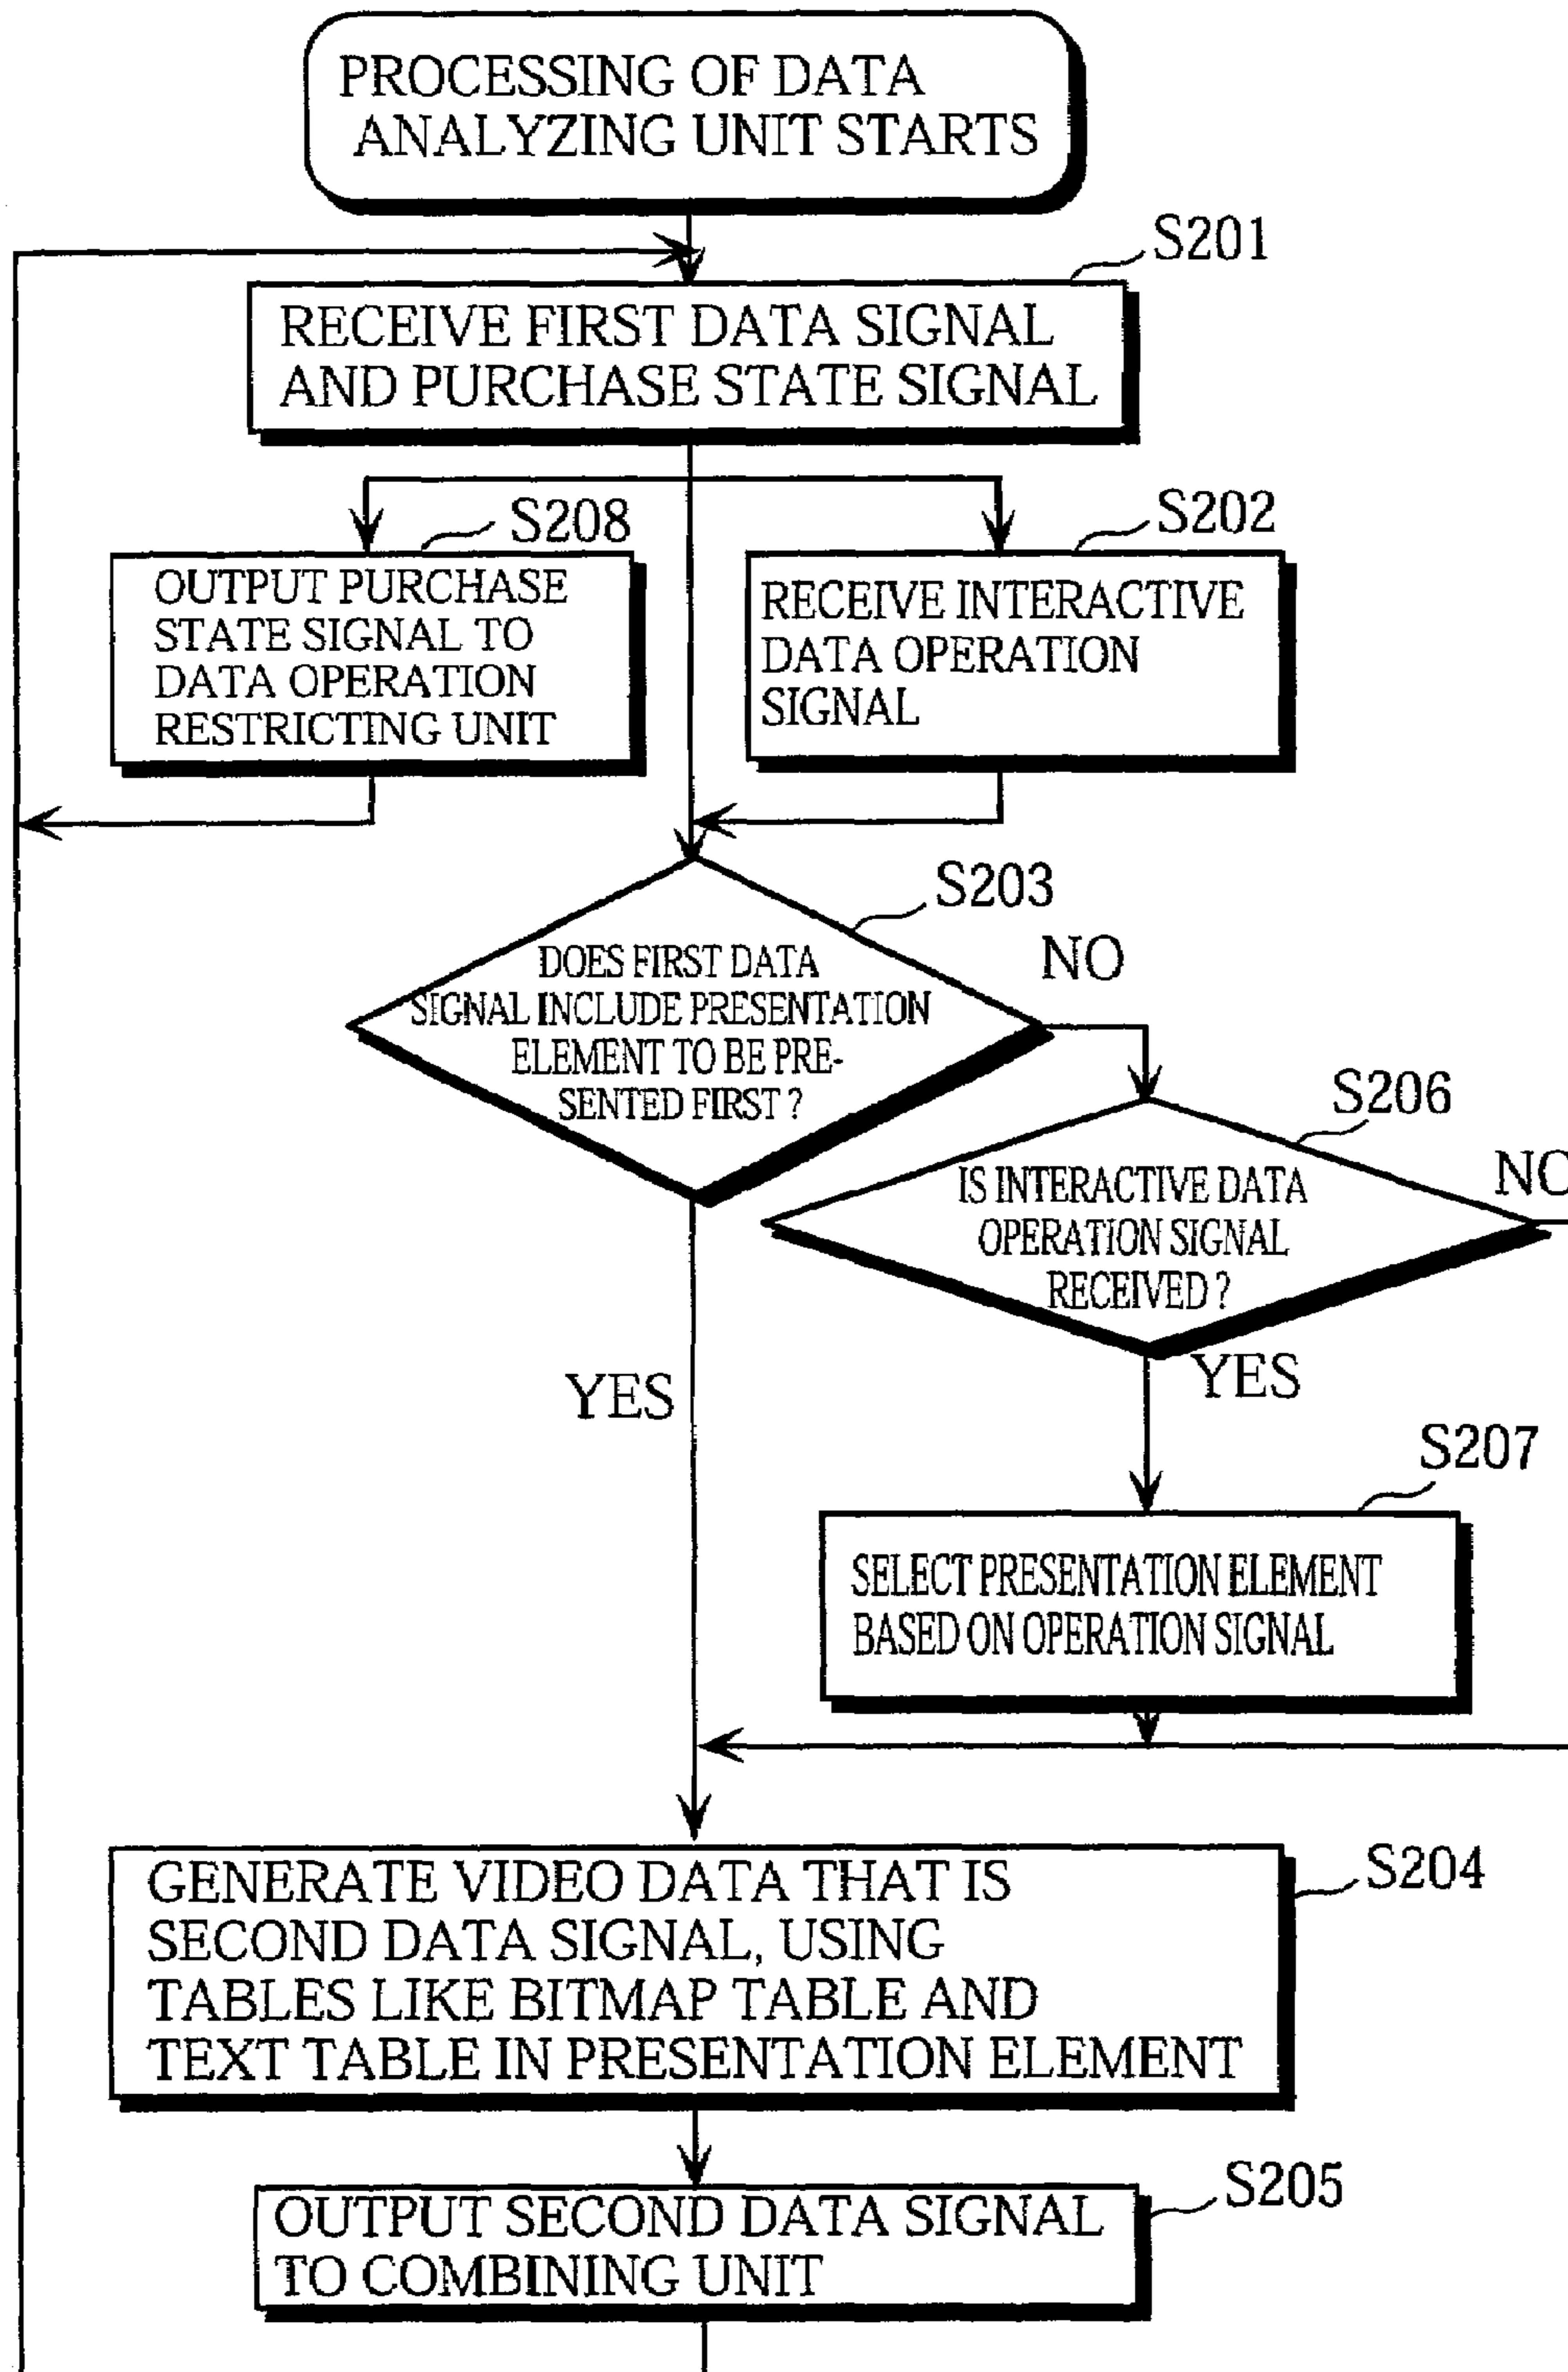 PROCESSING OF DATA
ANALYZING UNIT STARTS
S201
RECEIVE FIRST DATA SIGNAL
AND PURCHASE STATE SIGNAL
S208
OUTPUT PURCHASE
STATE SIGNAL TO
DATA OPERATION
RESTRICTING UNIT
S202
RECEIVE INTERACTIVE
DATA OPERATION
SIGNAL
S203
DOES FIRST DATA
SIGNAL INCLUDE PRESENTATION
ELEMENT TO BE PRE-
SENTED FIRST ?
NO
S206
IS INTERACTIVE DATA
OPERATION SIGNAL
RECEIVED ?
NO
YES
YES
S207
SELECT PRESENTATION ELEMENT
BASED ON OPERATION SIGNAL
S204
GENERATE VIDEO DATA THAT IS
SECOND DATA SIGNAL, USING
TABLES LIKE BITMAP TABLE AND
TEXT TABLE IN PRESENTATION ELEMENT
S205
OUTPUT SECOND DATA SIGNAL
TO COMBINING UNIT